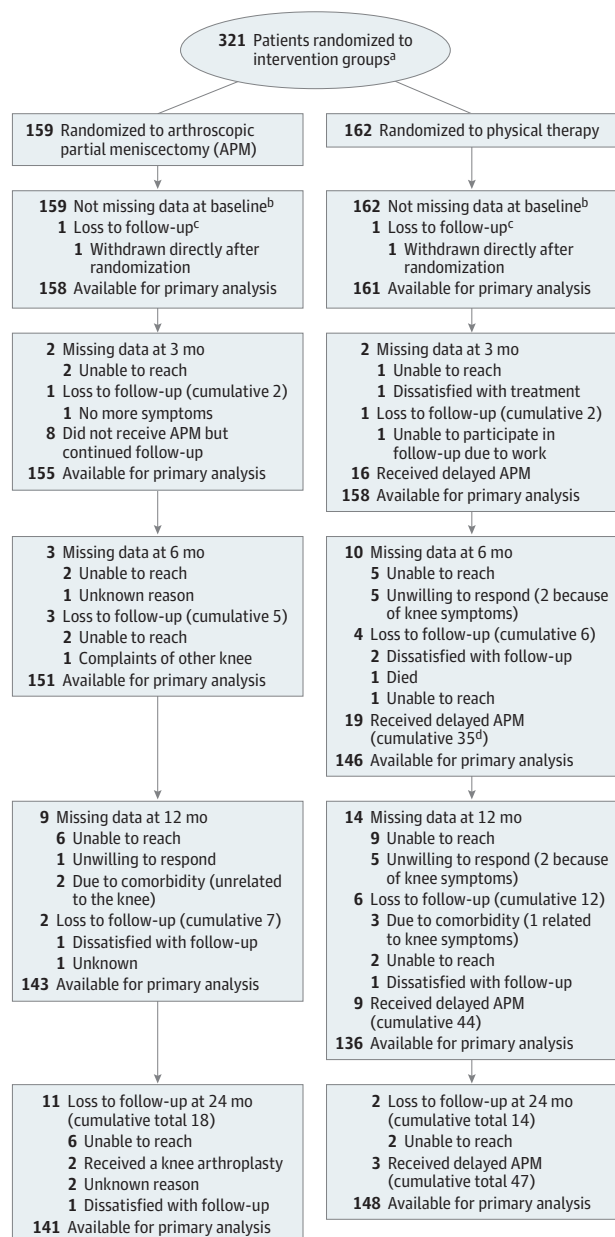 321 Patients randomized to
intervention groupsa
159 Randomized to arthroscopic
partial meniscectomy (APM)
159 Not missing data at baselineb
1 Loss to follow-upc
1 Withdrawn directly after
randomization
158 Available for primary analysis
2 Missing data at 3 mo
2 Unable to reach
1 Loss to follow-up (cumulative 2)
1 No more symptoms
8 Did not receive APM but
continued follow-up
155 Available for primary analysis
3 Missing data at 6 mo
2 Unable to reach
1 Unknown reason
3 Loss to follow-up (cumulative 5)
2 Unable to reach
1 Complaints of other knee
151 Available for primary analysis
9 Missing data at 12 mo
6 Unable to reach
1 Unwilling to respond
2 Due to comorbidity (unrelated
to the knee)
2 Loss to follow-up (cumulative 7)
1 Dissatisfied with follow-up
1 Unknown
143 Available for primary analysis
11 Loss to follow-up at 24 mo
(cumulative total 18)
6 Unable to reach
2 Received a knee arthroplasty
2 Unknown reason
1 Dissatisfied with follow-up
141 Available for primary analysis
162 Randomized to physical therapy
162 Not missing data at baselineb
1 Loss to follow-upc
1 Withdrawn directly after
randomization
161 Available for primary analysis
2 Missing data at 3 mo
1 Unable to reach
1 Dissatisfied with treatment
1 Loss to follow-up (cumulative 2)
1 Unable to participate in
follow-up due to work
16 Received delayed APM
158 Available for primary analysis
10 Missing data at 6 mo
5 Unable to reach
5 Unwilling to respond (2 because
of knee symptoms)
4 Loss to follow-up (cumulative 6)
2 Dissatisfied with follow-up
1 Died
1 Unable to reach
19 Received delayed APM
(cumulative 35d)
146 Available for primary analysis
14 Missing data at 12 mo
9 Unable to reach
5 Unwilling to respond (2 because
of knee symptoms)
6 Loss to follow-up (cumulative 12)
3 Due to comorbidity (1 related
to knee symptoms)
2 Unable to reach
1 Dissatisfied with follow-up
9 Received delayed APM
(cumulative 44)
136 Available for primary analysis
2 Loss to follow-up at 24 mo
(cumulative total 14)
2 Unable to reach
3 Received delayed APM
(cumulative total 47)
148 Available for primary analysis